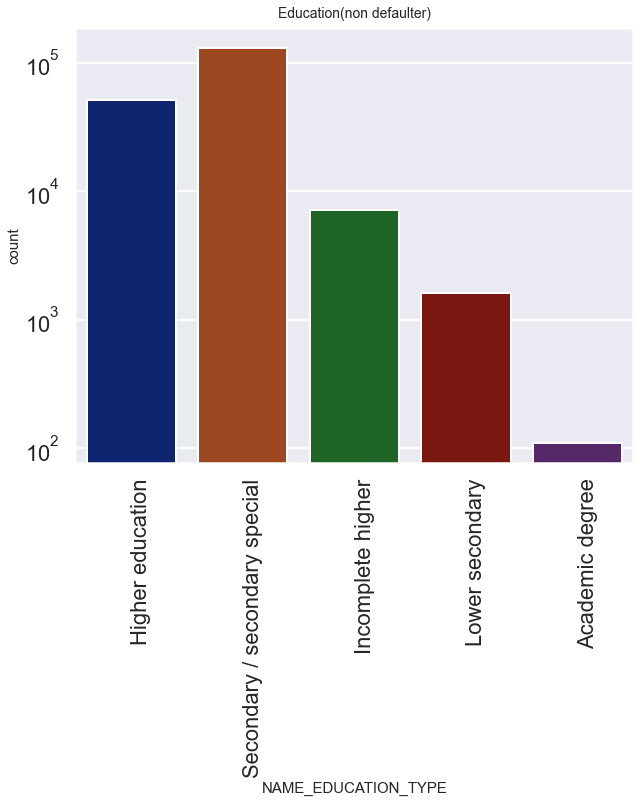 Education(non defaulter)
10^5
10^4
10^3
10^2
count
Higher education
Secondary / secondary special
Incomplete higher
Lower secondary
Academic degree
NAME_EDUCATION_TYPE